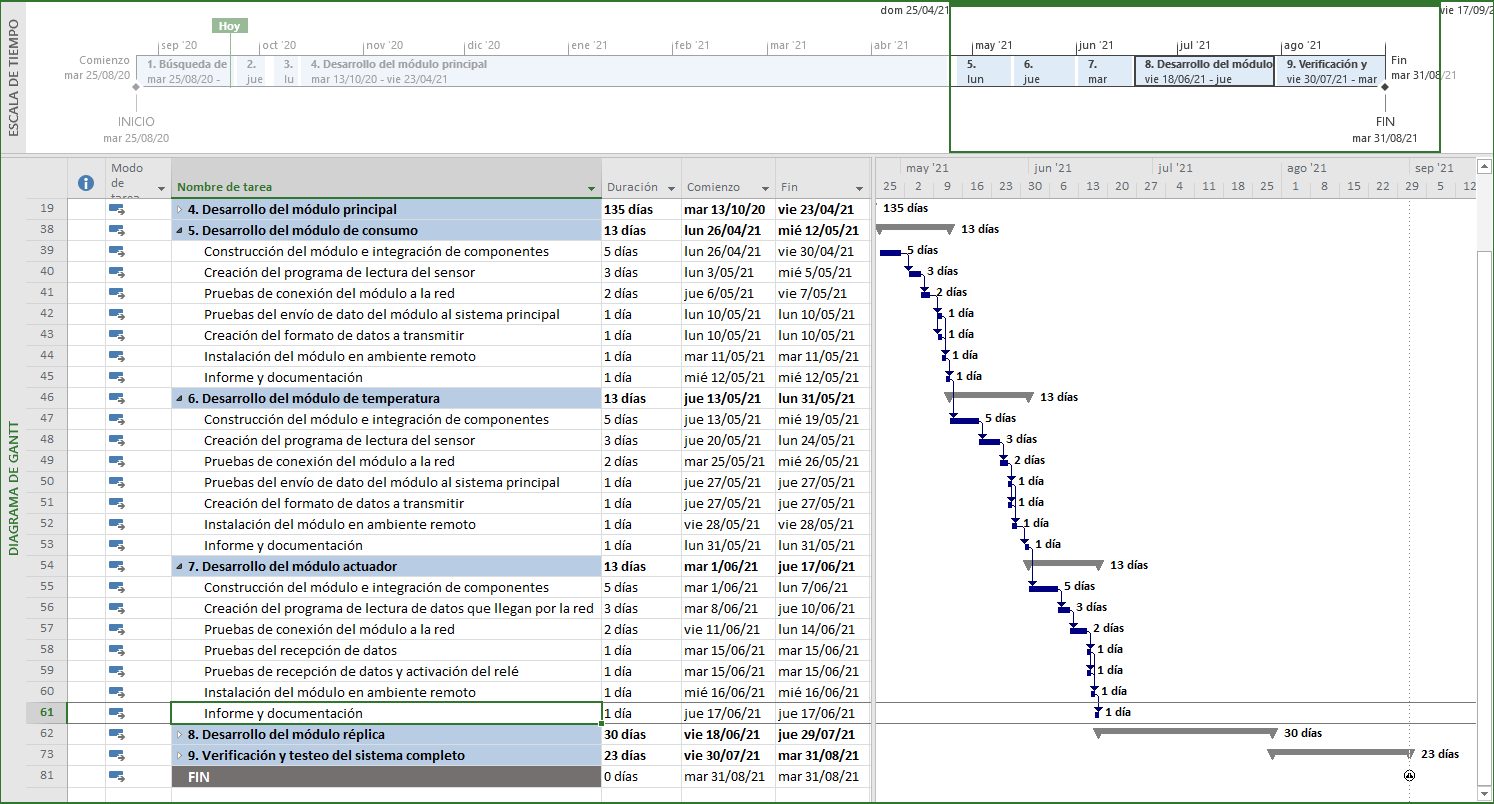 ESCALA DE TIEMPO
dom 25/04/21
vie 17/09/2
Hoy
sep '20 oct '20 nov '20 dic '20 ene '21 feb '21 mar '21 abr '21 may '21 jun '21 jul '21 ago '21
Comienzo
mar 25/08/20
1. Búsqueda de
mar 25/08/20 -
2.
jue
3.
lu
4. Desarrollo del módulo principal
mar 13/10/20 - vie 23/04/21
5.
lun
6.
jue
7.
mar
8. Desarrollo del módulo
vie 18/06/21 - jue
9. Verificación y
vie 30/07/21 - mar
Fin
mar 31/08/21
INICIO
mar 25/08/20
FIN
mar 31/08/21
DIAGRAMA DE GANTT
Modo de tarea Nombre de tarea Duración Comienzo Fin
may '21 jun '21 jul '21 ago '21 sep '21
25 2 9 16 23 30 6 13 20 27 4 11 18 25 1 8 15 22 29 5 12
19 4. Desarrollo del módulo principal 135 días mar 13/10/20 vie 23/04/21 135 días
38 5. Desarrollo del módulo de consumo 13 días lun 26/04/21 mié 12/05/21 13 días
39 Construcción del módulo e integración de componentes 5 días lun 26/04/21 vie 30/04/21 5 días
40 Creación del programa de lectura del sensor 3 días lun 3/05/21 mié 5/05/21 3 días
41 Pruebas de conexión del módulo a la red 2 días jue 6/05/21 vie 7/05/21 2 días
42 Pruebas del envío de dato del módulo al sistema principal 1 día lun 10/05/21 lun 10/05/21 1 día
43 Creación del formato de datos a transmitir 1 día lun 10/05/21 lun 10/05/21 1 día
44 Instalación del módulo en ambiente remoto 1 día mar 11/05/21 mar 11/05/21 1 día
45 Informe y documentación 1 día mié 12/05/21 mié 12/05/21 1 día
46 6. Desarrollo del módulo de temperatura 13 días jue 13/05/21 lun 31/05/21 13 días
47 Construcción del módulo e integración de componentes 5 días jue 13/05/21 mié 19/05/21 5 días
48 Creación del programa de lectura del sensor 3 días jue 20/05/21 lun 24/05/21 3 días
49 Pruebas de conexión del módulo a la red 2 días mar 25/05/21 mié 26/05/21 2 días
50 Pruebas del envío de dato del módulo al sistema principal 1 día jue 27/05/21 jue 27/05/21 1 día
51 Creación del formato de datos a transmitir 1 día jue 27/05/21 jue 27/05/21 1 día
52 Instalación del módulo en ambiente remoto 1 día vie 28/05/21 vie 28/05/21 1 día
53 Informe y documentación 1 día lun 31/05/21 lun 31/05/21 1 día
54 7. Desarrollo del módulo actuador 13 días mar 1/06/21 jue 17/06/21 13 días
55 Construcción del módulo e integración de componentes 5 días mar 1/06/21 lun 7/06/21 5 días
56 Creación del programa de lectura de datos que llegan por la red 3 días mar 8/06/21 jue 10/06/21 3 días
57 Pruebas de conexión del módulo a la red 2 días vie 11/06/21 lun 14/06/21 2 días
58 Pruebas del recepción de datos 1 día mar 15/06/21 mar 15/06/21 1 día
59 Pruebas de recepción de datos y activación del relé 1 día mar 15/06/21 mar 15/06/21 1 día
60 Instalación del módulo en ambiente remoto 1 día mié 16/06/21 mié 16/06/21 1 día
61 Informe y documentación 1 día jue 17/06/21 jue 17/06/21 1 día
62 8. Desarrollo del módulo réplica 30 días vie 18/06/21 jue 29/07/21 30 días
73 9. Verificación y testeo del sistema completo 23 días vie 30/07/21 mar 31/08/21 23 días
81 FIN 0 días mar 31/08/21 mar 31/08/21